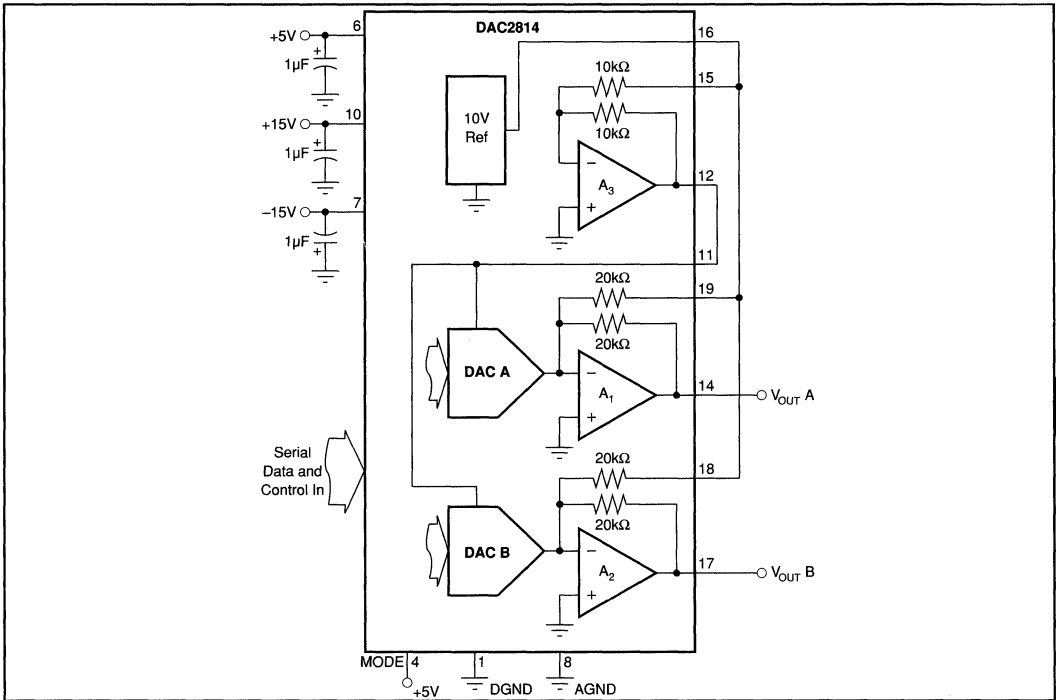 DAC2814
+5V
6
1µF
+15V
10
1µF
−15V
7
1µF
10V
Ref
16
10kΩ
15
10kΩ
−
A3
+
12
11
20kΩ
19
20kΩ
DAC A
−
A1
+
14
VOUT A
Serial
Data and
Control In
20kΩ
18
20kΩ
DAC B
−
A2
+
17
VOUT B
MODE
4
+5V
1
DGND
8
AGND